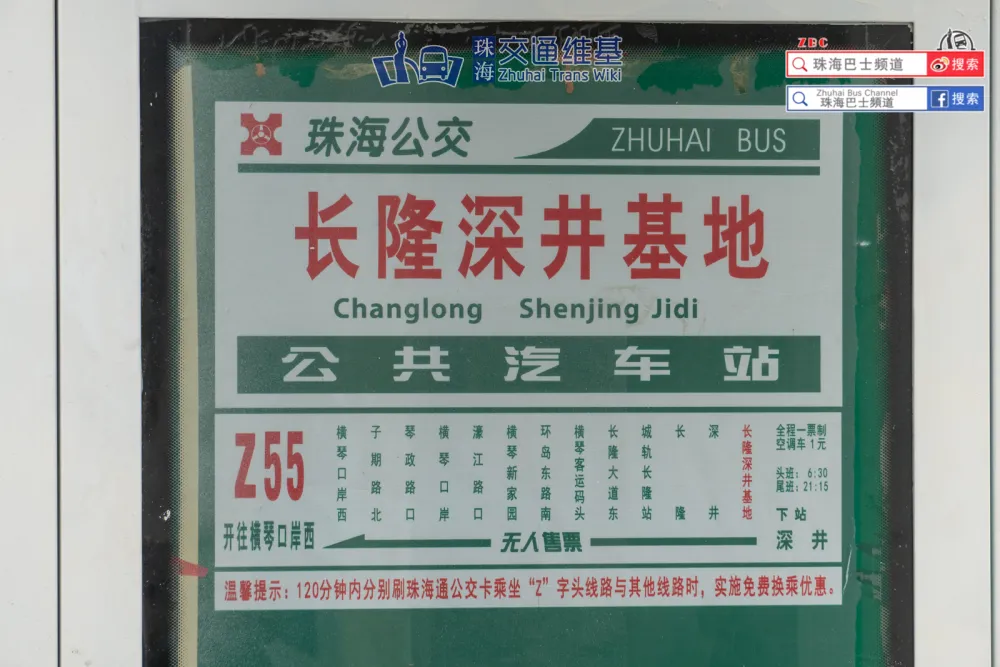 珠海 交通维基
Zhuhai Trans Wiki
ZBC
珠海巴士频道 搜索
Zhuhai Bus Channel
珠海巴士频道 搜索
珠海公交 ZHUHAI BUS
长隆深井基地
Changlong Shenjing Jidi
公共汽车站
Z55
开往横琴口岸西
横琴口岸西
子期路北
琴政路口
横琴口岸
濠江路口
横琴新家园
环岛东路南
横琴客运码头
长隆大道东
城轨长隆站
长隆
深井
长隆深井基地
无人售票
全程一票制
空调车1元
头班：6:30
尾班：21:15
下站
深井
温馨提示：120分钟内分别刷珠海通公交卡乘坐“Z”字头线路与其他线路时，实施免费换乘优惠。